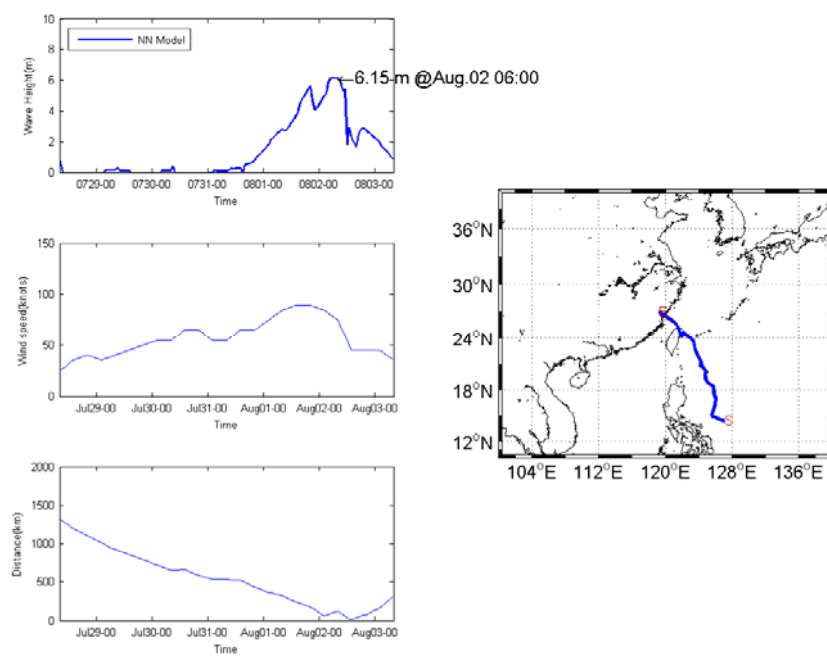 10
8
6
4
2
0
Wave Height(m)
NN Model
6.15 m @Aug.02 06:00
0729-00 0730-00 0731-00 0801-00 0802-00 0803-00
Time
150
100
50
0
Wind speed(knots)
Jul29-00 Jul30-00 Jul31-00 Aug01-00 Aug02-00 Aug03-00
Time
2000
1500
1000
500
0
Distance(km)
Jul29-00 Jul30-00 Jul31-00 Aug01-00 Aug02-00 Aug03-00
Time
36°N
30°N
24°N
18°N
12°N
E
S
104°E 112°E 120°E 128°E 136°E